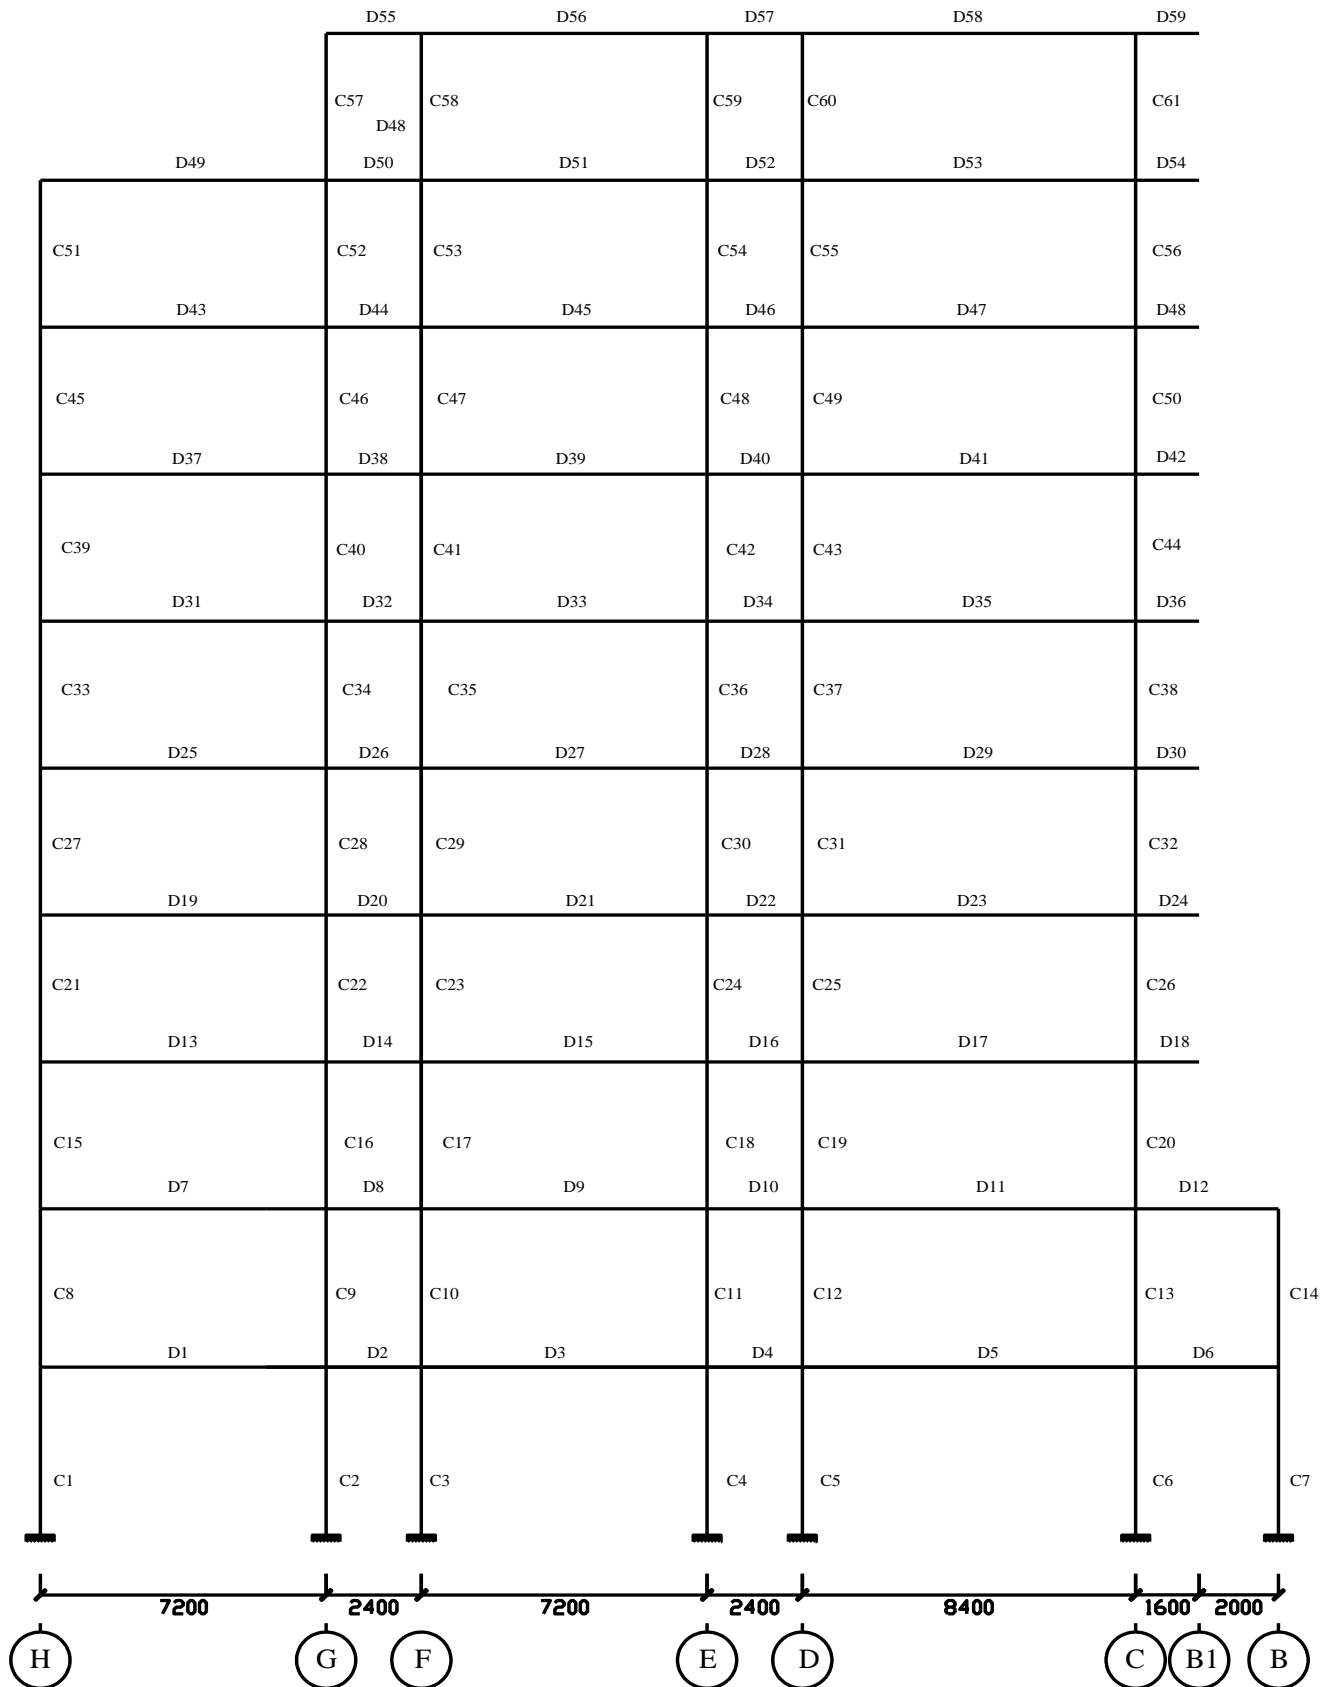 D55 D56 D57 D58 D59
C57 C58 C59 C60 C61
D48
D49 D50 D51 D52 D53 D54
C51 C52 C53 C54 C55 C56
D43 D44 D45 D46 D47 D48
C45 C46 C47 C48 C49 C50
D37 D38 D39 D40 D41 D42
C39 C40 C41 C42 C43 C44
D31 D32 D33 D34 D35 D36
C33 C34 C35 C36 C37 C38
D25 D26 D27 D28 D29 D30
C27 C28 C29 C30 C31 C32
D19 D20 D21 D22 D23 D24
C21 C22 C23 C24 C25 C26
D13 D14 D15 D16 D17 D18
C15 C16 C17 C18 C19 C20
D7 D8 D9 D10 D11 D12
C8 C9 C10 C11 C12 C13 C14
D1 D2 D3 D4 D5 D6
C1 C2 C3 C4 C5 C6 C7
7200 2400 7200 2400 8400 1600 2000
H G F E D C B1 B